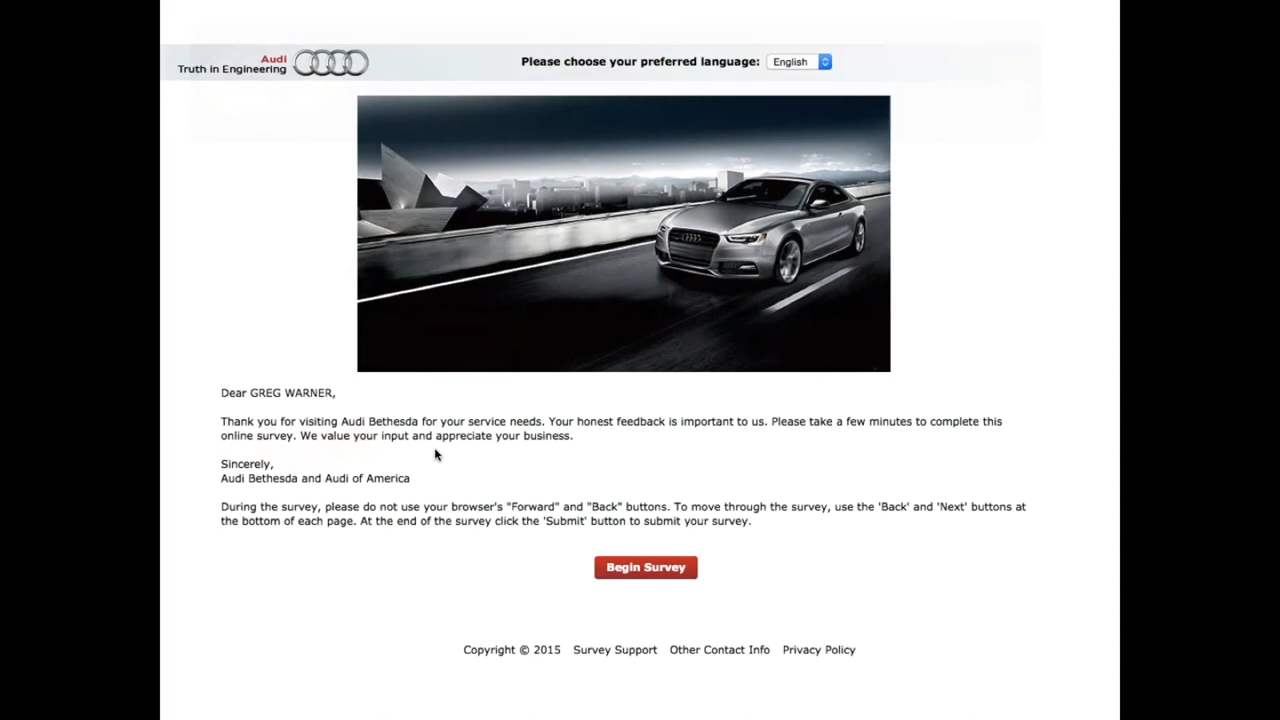 Audi
Truth in Engineering
Please choose your preferred language: English
Dear GREG WARNER,
Thank you for visiting Audi Bethesda for your service needs. Your honest feedback is important to us. Please take a few minutes to complete this
online survey. We value your input and appreciate your business.
Sincerely,
Audi Bethesda and Audi of America
During the survey, please do not use your browser's "Forward" and "Back" buttons. To move through the survey, use the 'Back' and 'Next' buttons at
the bottom of each page. At the end of the survey click the 'Submit' button to submit your survey.
Begin Survey
Copyright © 2015 Survey Support Other Contact Info Privacy Policy